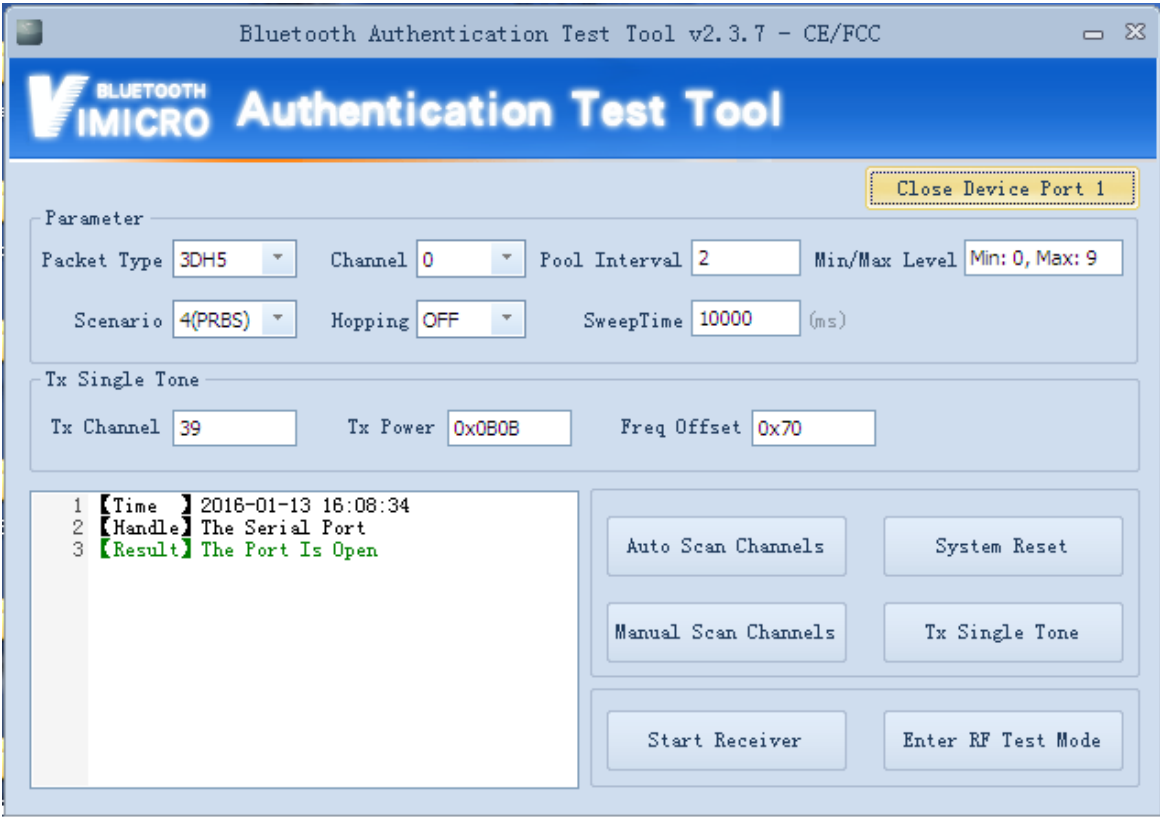 Bluetooth Authentication Test Tool v2.3.7 - CE/FCC
BLUETOOTH
VIMICRO
Authentication Test Tool
Close Device Port 1
Parameter
Packet Type 3DH5 Channel 0 Pool Interval 2 Min/Max Level Min: 0, Max: 9
Scenario 4(PRBS) Hopping OFF SweepTime 10000 (ms)
Tx Single Tone
Tx Channel 39 Tx Power 0x0B0B Freq Offset 0x70
1 【Time 】 2016-01-13 16:08:34
2 【Handle】 The Serial Port
3 【Result】 The Port Is Open
Auto Scan Channels System Reset
Manual Scan Channels Tx Single Tone
Start Receiver Enter RF Test Mode